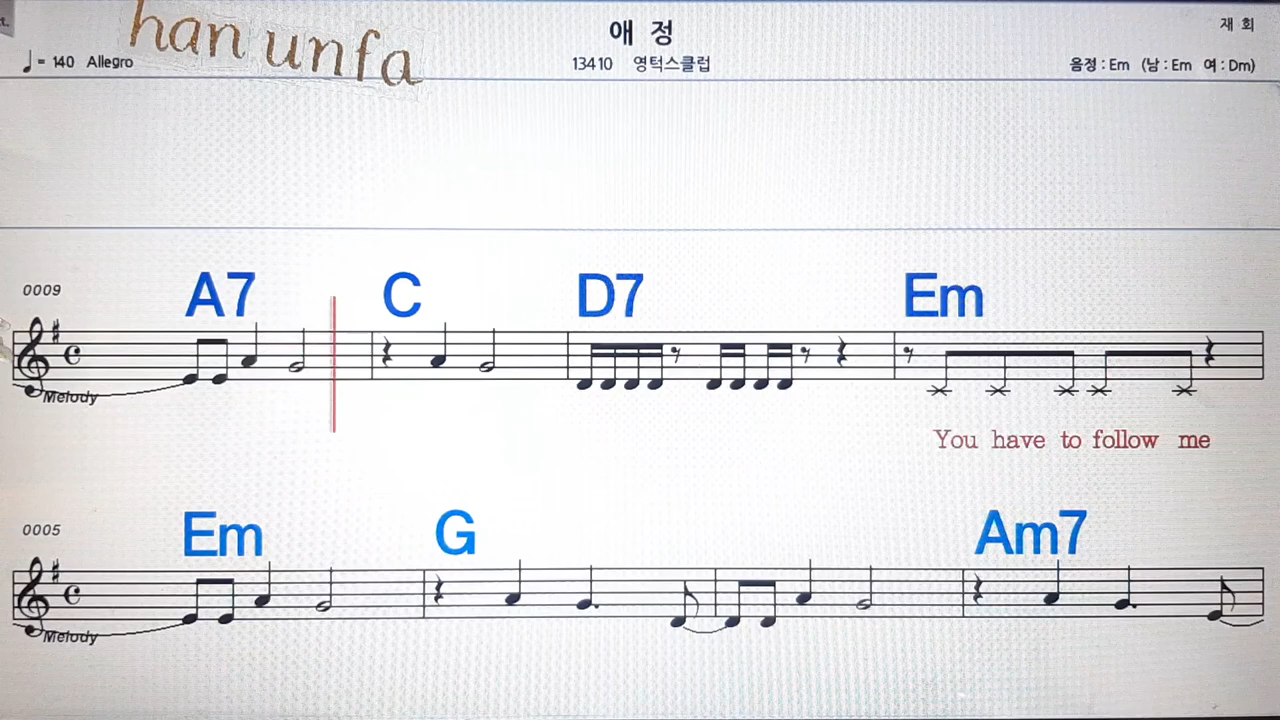 han unfa
애 정
재 회
♩ = 140 Allegro
13410 영턱스클럽
음정 : Em (남 : Em 여 : Dm)
0009
A7 C D7 Em
Melody
You have to follow me
0005
Em G Am7
Melody